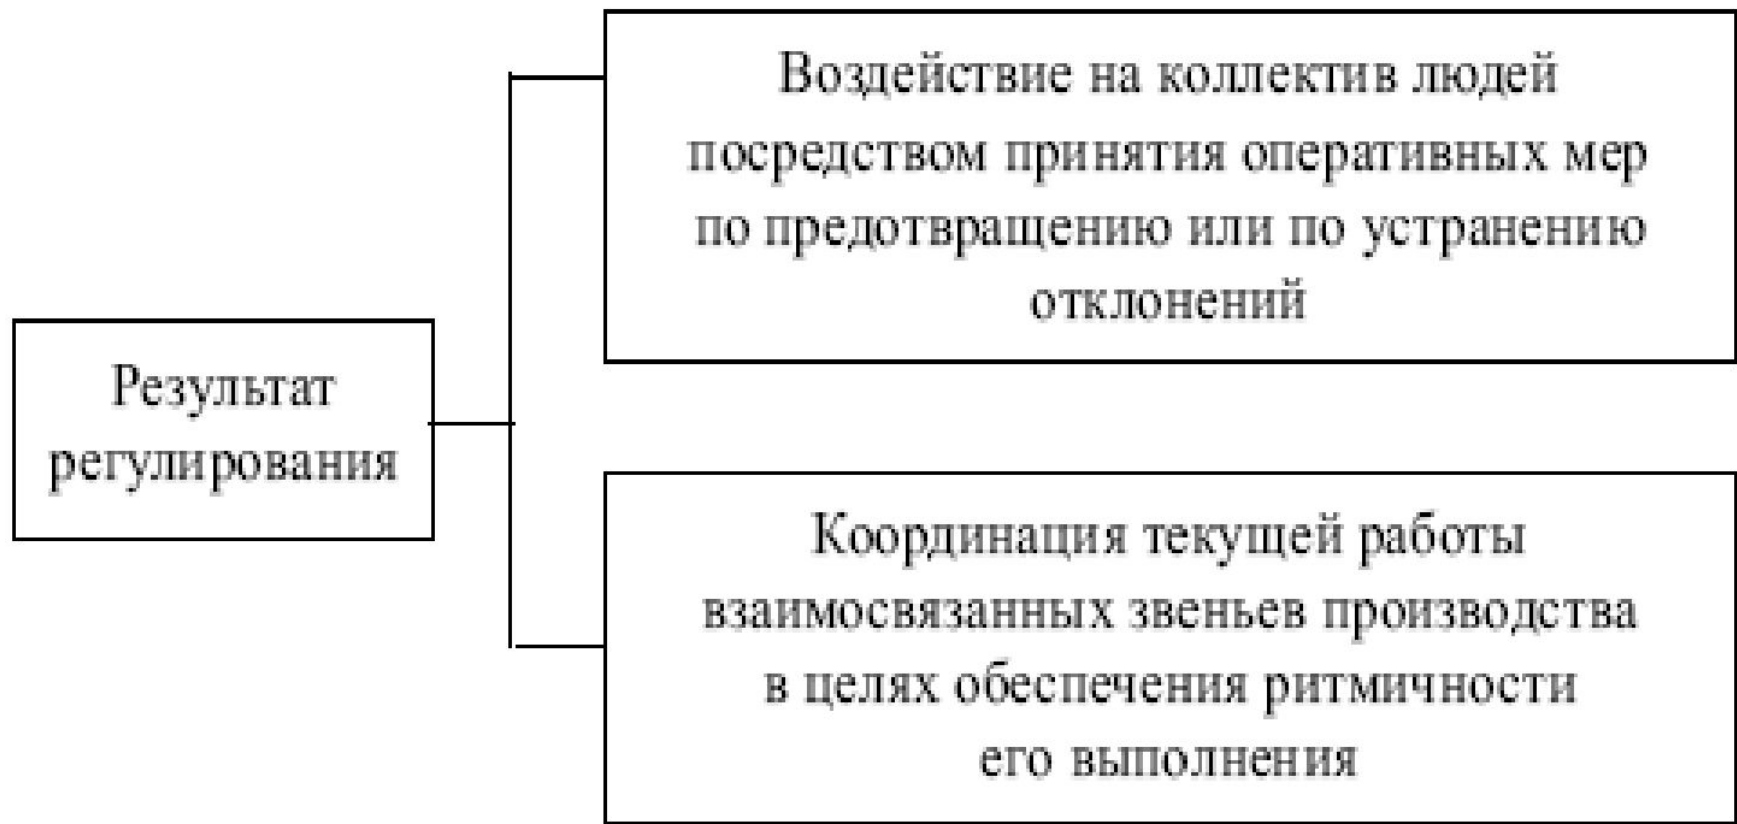 Результат
регулирования
Воздействие на коллектив людей
посредством принятия оперативных мер
по предотвращению или по устранению
отклонений
Координация текущей работы
взаимосвязанных звеньев производства
в целях обеспечения ритмичности
его выполнения